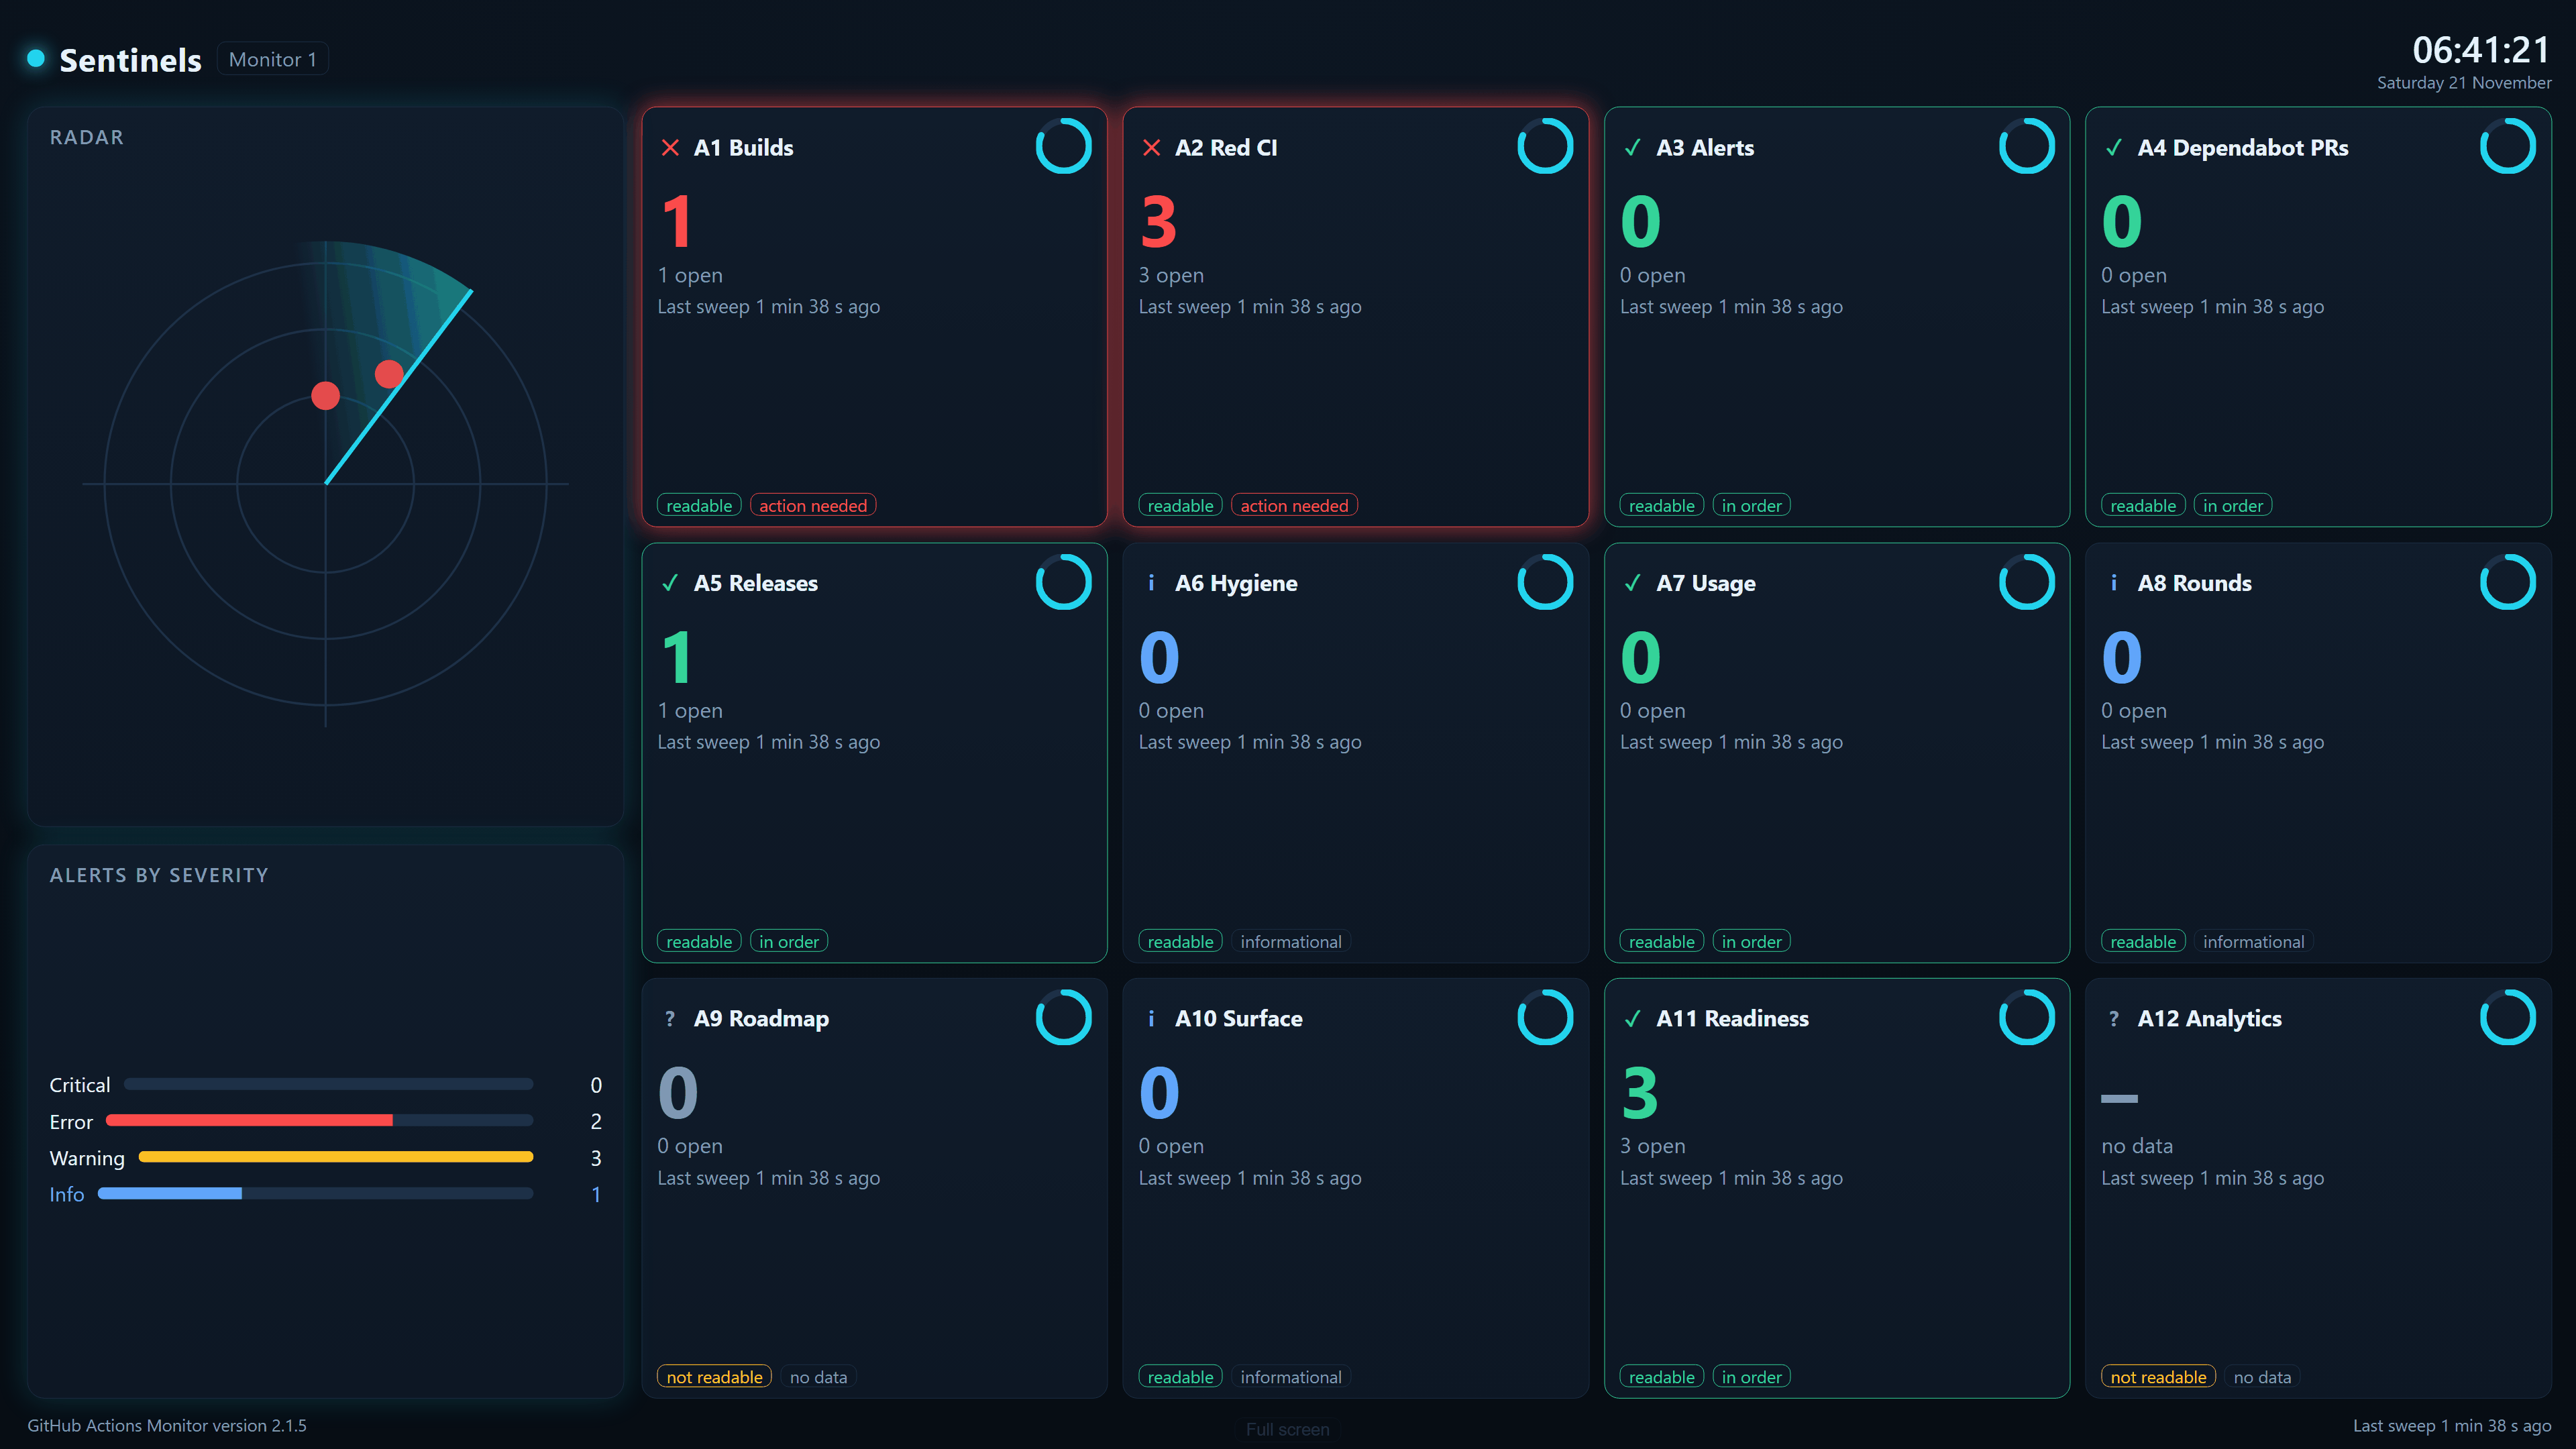 Sentinels
Monitor 1
06:41:21
Saturday 21 November
RADAR
ALERTS BY SEVERITY
Critical 0
Error 2
Warning 3
Info 1
A1 Builds
1
1 open
Last sweep 1 min 38 s ago
readable action needed
A2 Red CI
3
3 open
Last sweep 1 min 38 s ago
readable action needed
A3 Alerts
0
0 open
Last sweep 1 min 38 s ago
readable in order
A4 Dependabot PRs
0
0 open
Last sweep 1 min 38 s ago
readable in order
A5 Releases
1
1 open
Last sweep 1 min 38 s ago
readable in order
i A6 Hygiene
0
0 open
Last sweep 1 min 38 s ago
readable informational
A7 Usage
0
0 open
Last sweep 1 min 38 s ago
readable in order
i A8 Rounds
0
0 open
Last sweep 1 min 38 s ago
readable informational
? A9 Roadmap
0
0 open
Last sweep 1 min 38 s ago
not readable no data
i A10 Surface
0
0 open
Last sweep 1 min 38 s ago
readable informational
A11 Readiness
3
3 open
Last sweep 1 min 38 s ago
readable in order
? A12 Analytics
—
no data
Last sweep 1 min 38 s ago
not readable no data
GitHub Actions Monitor version 2.1.5
Full screen
Last sweep 1 min 38 s ago